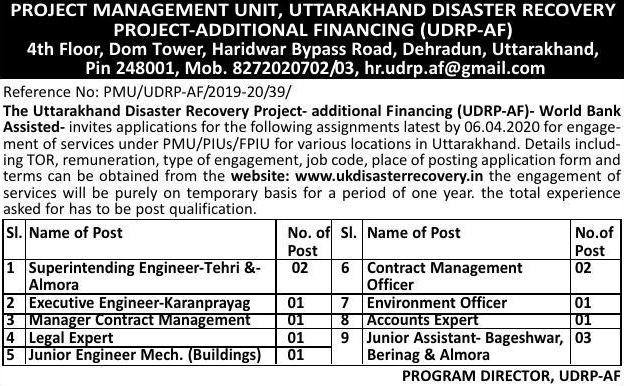 PROJECT MANAGEMENT UNIT, UTTARAKHAND DISASTER RECOVERY
PROJECT-ADDITIONAL FINANCING (UDRP-AF)
4th Floor, Dom Tower, Haridwar Bypass Road, Dehradun, Uttarakhand,
Pin 248001, Mob. 8272020702/03, hr.udrp.af@gmail.com
Reference No: PMU/UDRP-AF/2019-20/39/
The Uttarakhand Disaster Recovery Project- additional Financing (UDRP-AF)- World Bank
Assisted- invites applications for the following assignments latest by 06.04.2020 for engage-
ment of services under PMU/PIUs/FPIU for various locations in Uttarakhand. Details includ-
ing TOR, remuneration, type of engagement, job code, place of posting application form and
terms can be obtained from the website: www.ukdisasterrecovery.in the engagement of
services will be purely on temporary basis for a period of one year. the total experience
asked for has to be post qualification.
Sl. Name of Post No. of Post Sl. Name of Post No.of Post
1 Superintending Engineer-Tehri &- Almora 02 6 Contract Management Officer 02
2 Executive Engineer-Karanprayag 01 7 Environment Officer 01
3 Manager Contract Management 01 8 Accounts Expert 01
4 Legal Expert 01 9 Junior Assistant- Bageshwar, Berinag & Almora 03
5 Junior Engineer Mech. (Buildings) 01
PROGRAM DIRECTOR, UDRP-AF